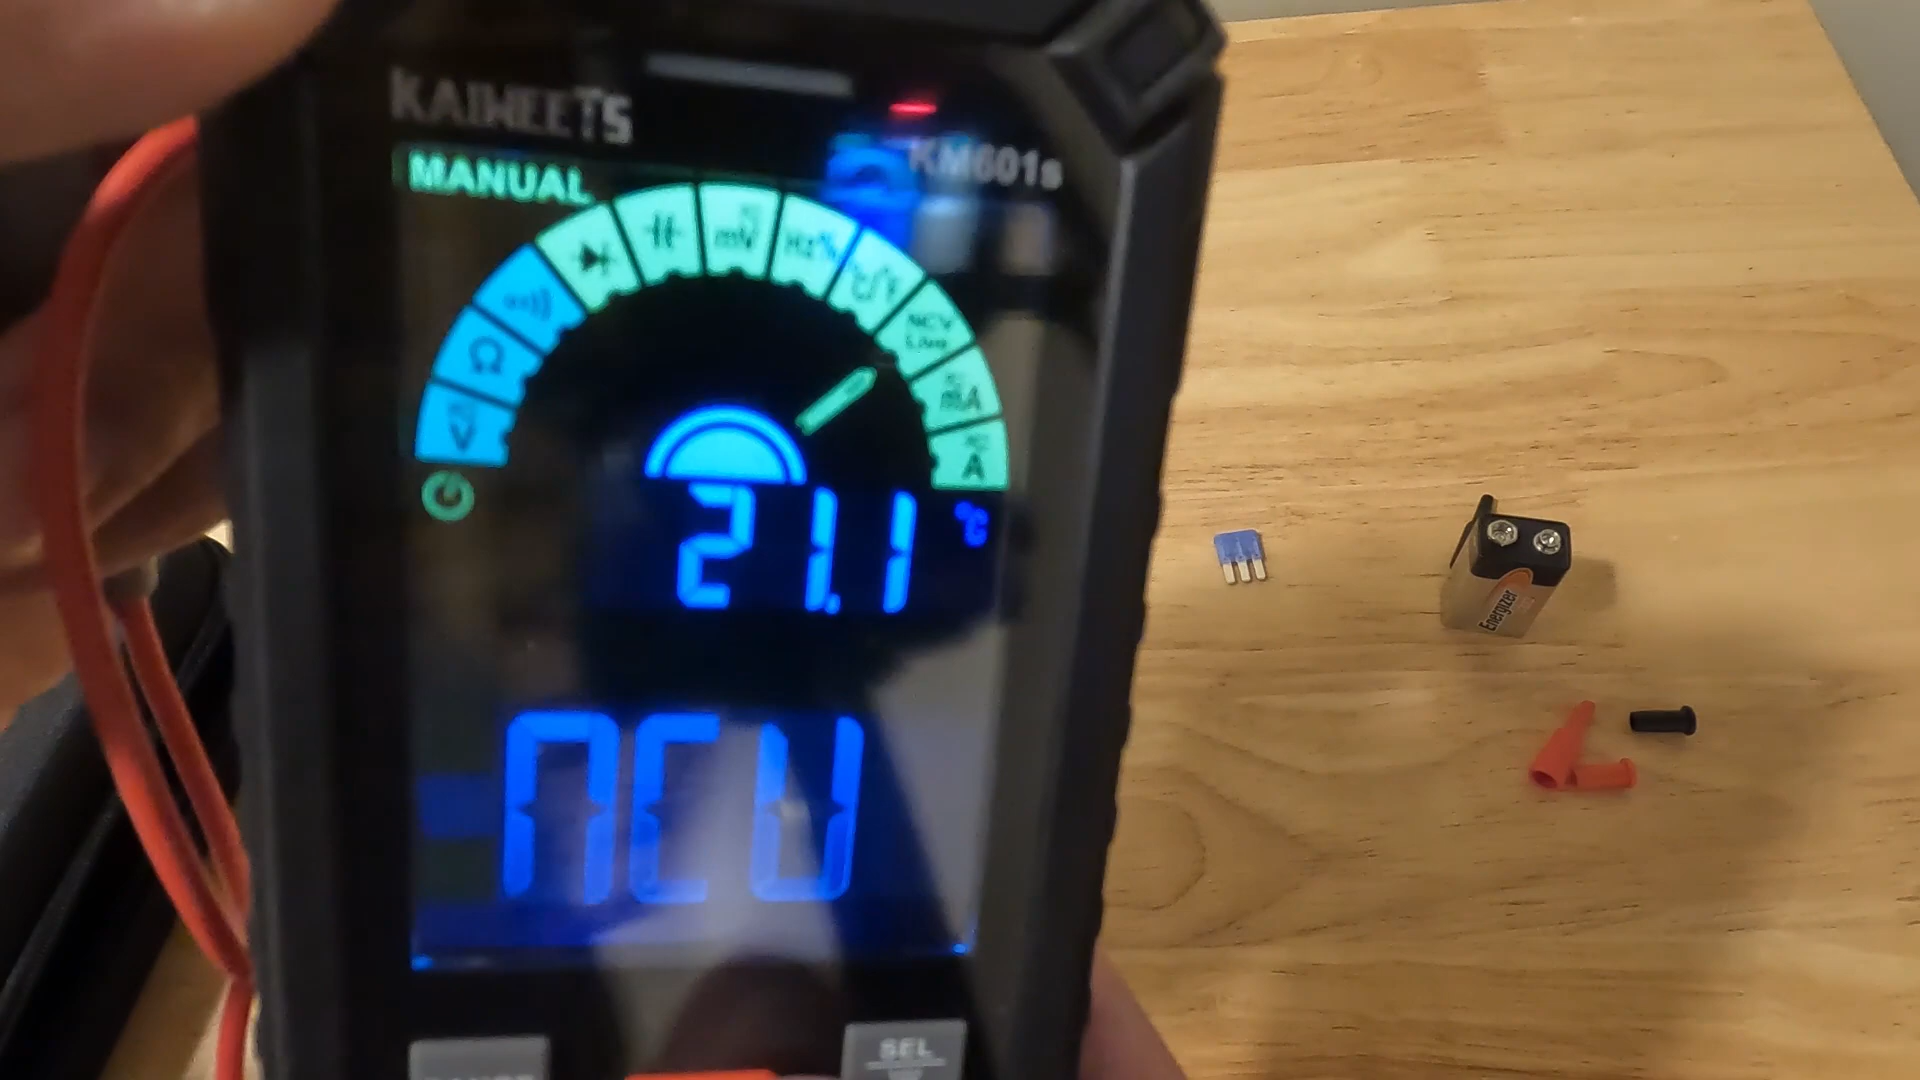 KAIWEETS
KM601s
MANUAL
mV
Hz%
°C/°F
NCV
Live
mA
A
Ω
V
21.1 °C
NCV
SEL
Energizer